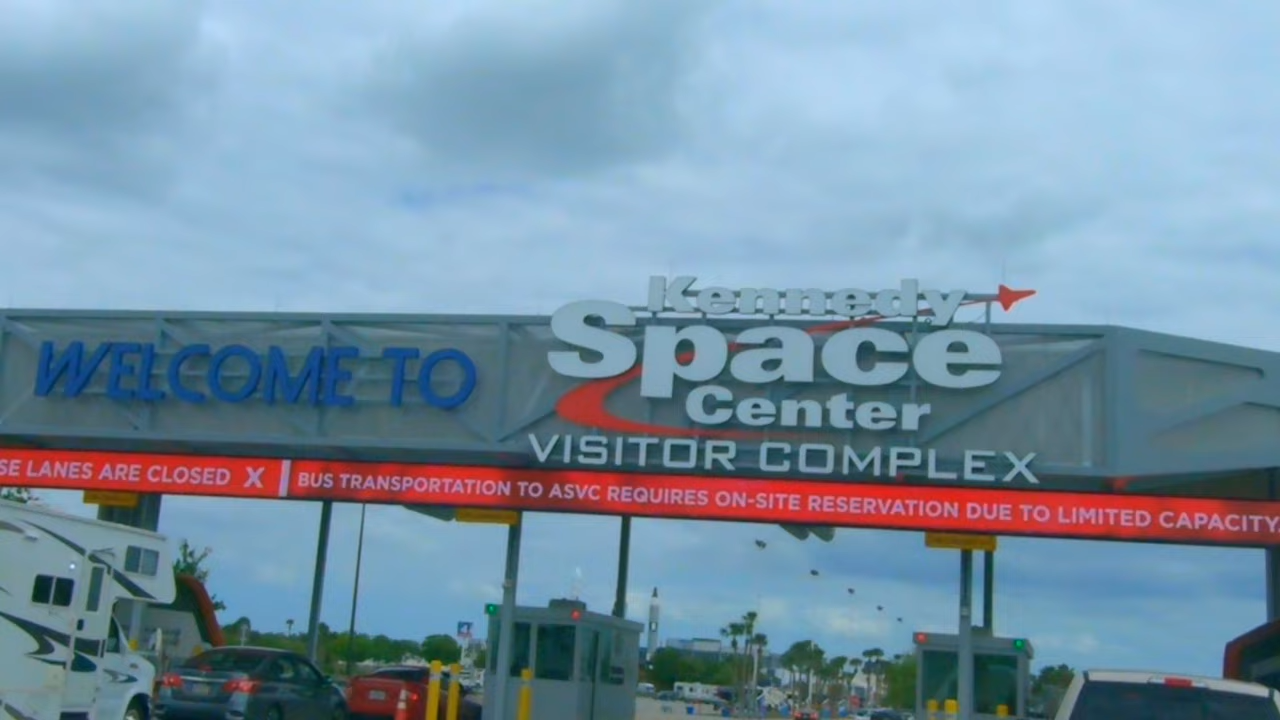 Kennedy
WELCOME TO Space
Center
VISITOR COMPLEX
SE LANES ARE CLOSED X | BUS TRANSPORTATION TO ASVC REQUIRES ON-SITE RESERVATION DUE TO LIMITED CAPACITY.